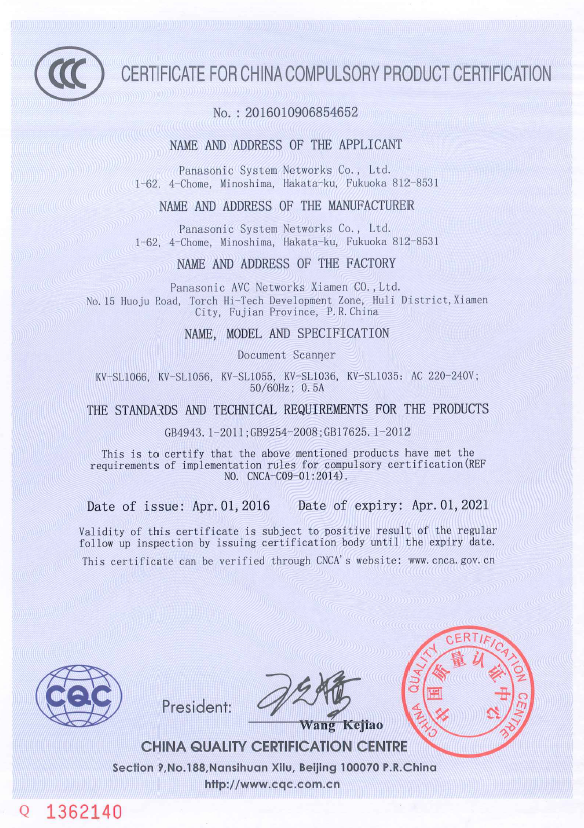 CCC
CERTIFICATE FOR CHINA COMPULSORY PRODUCT CERTIFICATION
No. : 2016010906854652
NAME AND ADDRESS OF THE APPLICANT
Panasonic System Networks Co., Ltd.
1-62, 4-Chome, Minoshima, Hakata-ku, Fukuoka 812-8531
NAME AND ADDRESS OF THE MANUFACTURER
Panasonic System Networks Co., Ltd.
1-62, 4-Chome, Minoshima, Hakata-ku, Fukuoka 812-8531
NAME AND ADDRESS OF THE FACTORY
Panasonic AVC Networks Xiamen CO.,Ltd.
No.15 Huoju Road, Torch Hi-Tech Development Zone, Huli District,Xiamen
City, Fujian Province, P.R.China
NAME, MODEL AND SPECIFICATION
Document Scanner
KV-SL1066, KV-SL1056, KV-SL1055, KV-SL1036, KV-SL1035: AC 220-240V;
50/60Hz; 0.5A
THE STANDARDS AND TECHNICAL REQUIREMENTS FOR THE PRODUCTS
GB4943.1-2011;GB9254-2008;GB17625.1-2012
This is to certify that the above mentioned products have met the
requirements of implementation rules for compulsory certification(REF
NO. CNCA-C09-01:2014).
Date of issue: Apr.01,2016 Date of expiry: Apr.01,2021
Validity of this certificate is subject to positive result of the regular
follow up inspection by issuing certification body until the expiry date.
This certificate can be verified through CNCA's website: www.cnca.gov.cn
CQC
President:
Wang Kejiao
CHINA QUALITY CERTIFICATION CENTRE
中国质量认证中心
CHINA QUALITY CERTIFICATION CENTRE
Section 9,No.188,Nansihuan Xilu, Beijing 100070 P.R.China
http://www.cqc.com.cn
Q 1362140